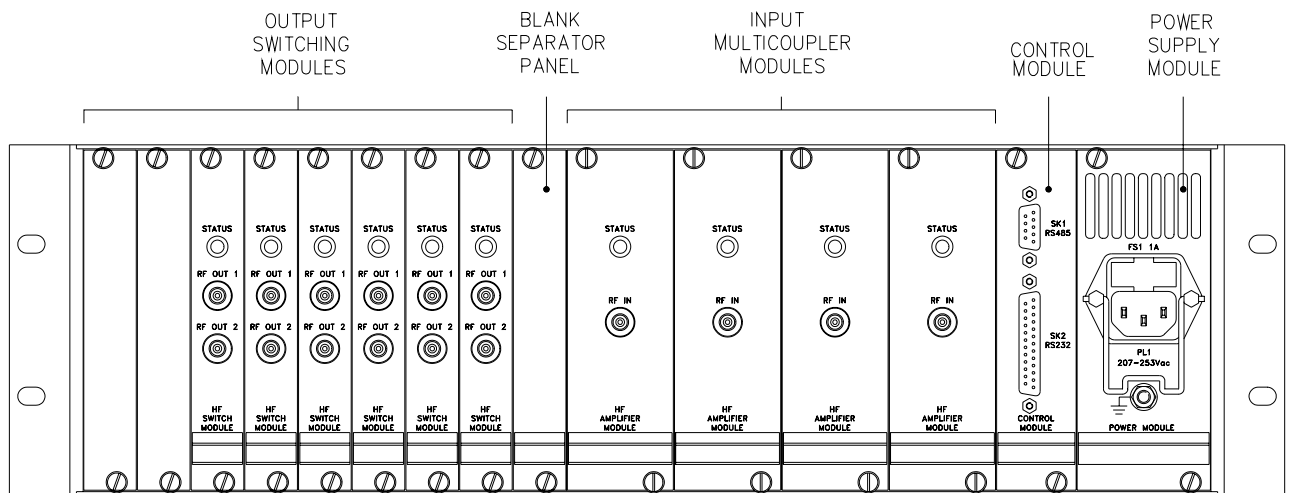 OUTPUT
SWITCHING
MODULES
BLANK
SEPARATOR
PANEL
INPUT
MULTICOUPLER
MODULES
CONTROL
MODULE
POWER
SUPPLY
MODULE
STATUS
RF OUT 1
RF OUT 2
HF
SWITCH
MODULE
STATUS
RF OUT 1
RF OUT 2
HF
SWITCH
MODULE
STATUS
RF OUT 1
RF OUT 2
HF
SWITCH
MODULE
STATUS
RF OUT 1
RF OUT 2
HF
SWITCH
MODULE
STATUS
RF OUT 1
RF OUT 2
HF
SWITCH
MODULE
STATUS
RF OUT 1
RF OUT 2
HF
SWITCH
MODULE
STATUS
RF IN
HF
AMPLIFIER
MODULE
STATUS
RF IN
HF
AMPLIFIER
MODULE
STATUS
RF IN
HF
AMPLIFIER
MODULE
STATUS
RF IN
HF
AMPLIFIER
MODULE
SK1
RS485
SK2
RS232
CONTROL
MODULE
FS1 1A
PL1
207-253Vac
POWER MODULE